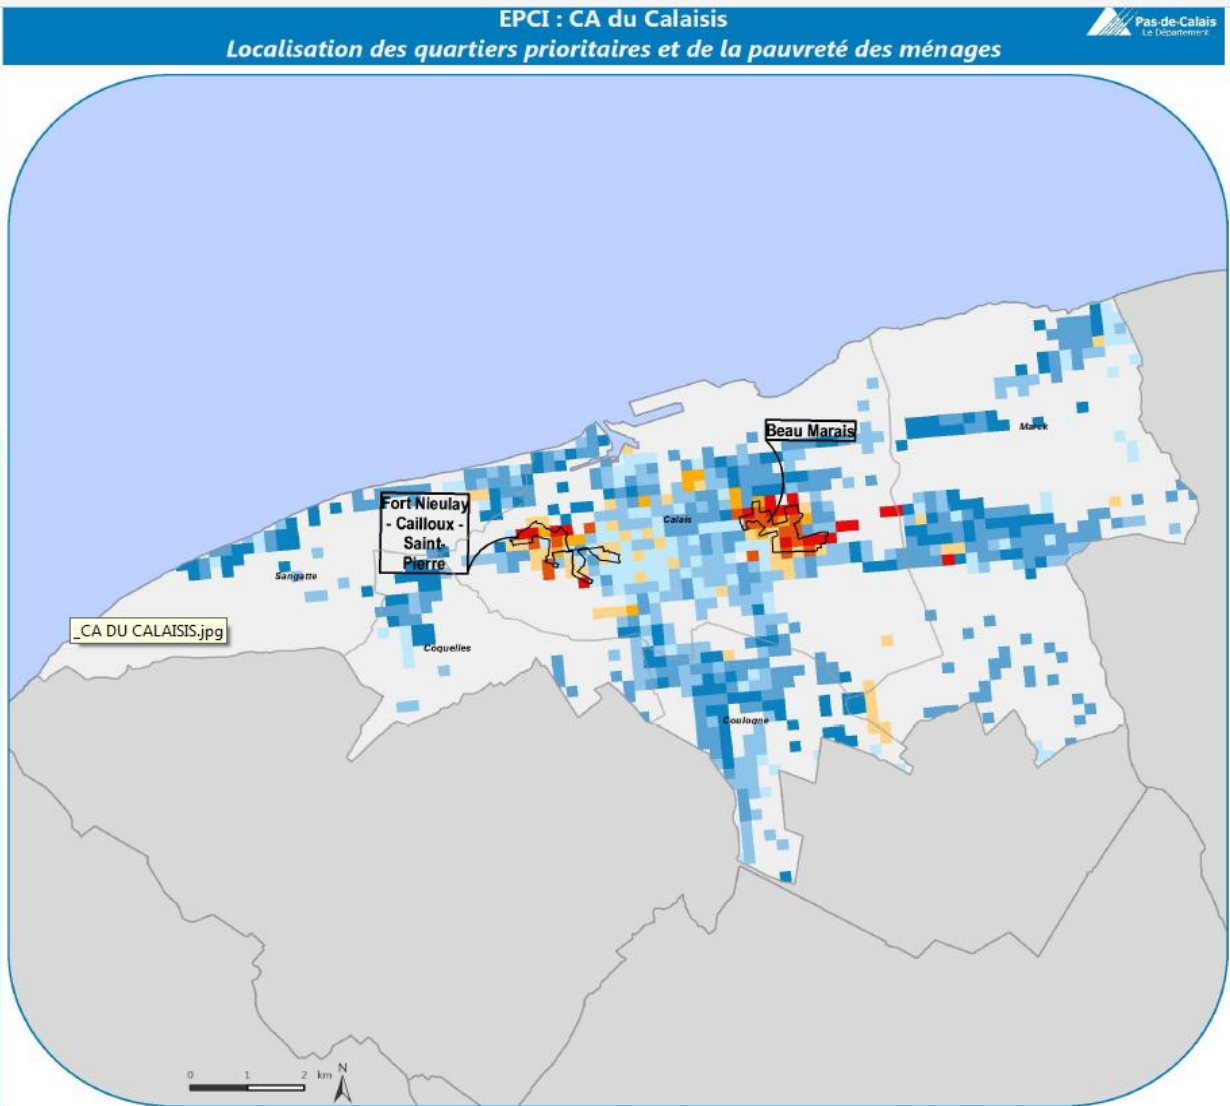 EPCI : CA du Calaisis
Localisation des quartiers prioritaires et de la pauvreté des ménages
Pas-de-Calais
Le Département
Beau Marais
Marck
Fort Nieulay
- Cailloux -
Saint-
Pierre
Calais
Sangatte
_CA DU CALAISIS.jpg
Coquelles
Coulogne
0 1 2 km N